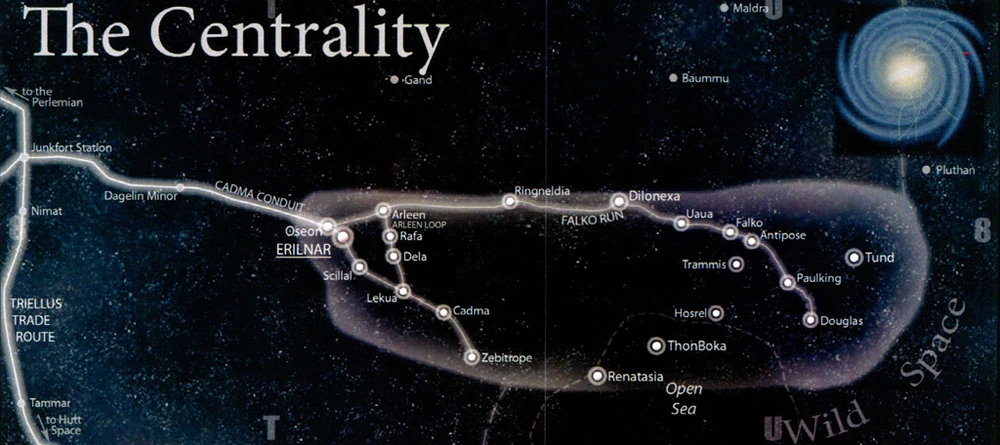 The Centrality
T
U
Maldra
Gand
Baummu
to the
Perlemian
Junkfort Station
Pluthan
Dagelin Minor
CADMA CONDUIT
Ringneldia
Dilonexa
Nimat
Arleen
ARLEEN LOOP
FALKO RUN
Uaua
Falko
8
Oseon
Rafa
Antipose
ERILNAR
Dela
Trammis
Tund
Scillal
Paulking
Lekua
TRIELLUS
TRADE
ROUTE
Cadma
Hosrel
Douglas
Zebitrope
ThonBoka
Space
Renatasia
Open
Sea
Tammar
to Hutt
Space
T
U
Wild